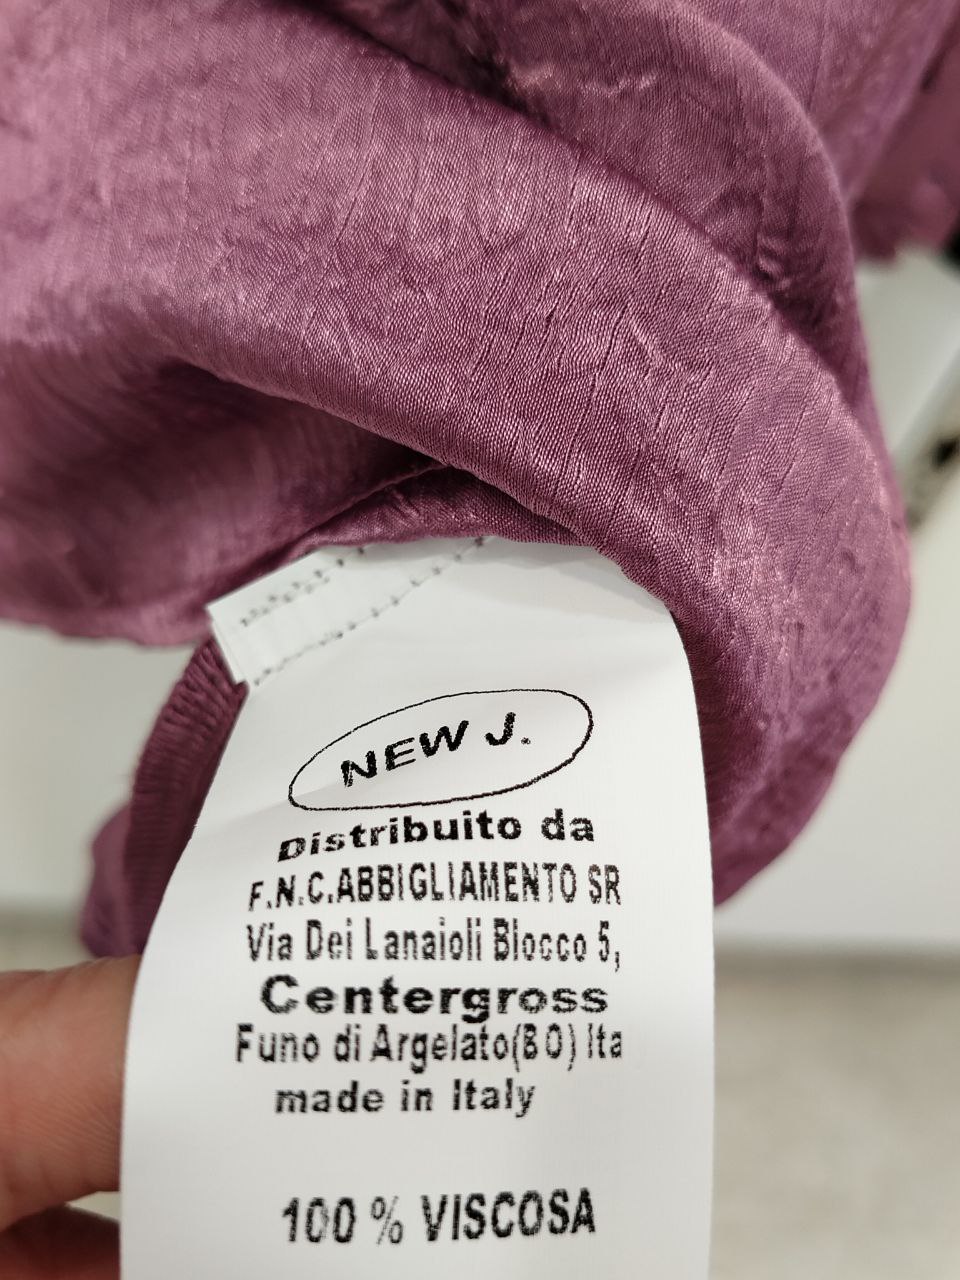 NEW J.
Distribuito da
F.N.C.ABBIGLIAMENTO SR
Via Dei Lanaioli Blocco 5,
Centergross
Funo di Argelato(BO) Ita
made in Italy
100 % VISCOSA